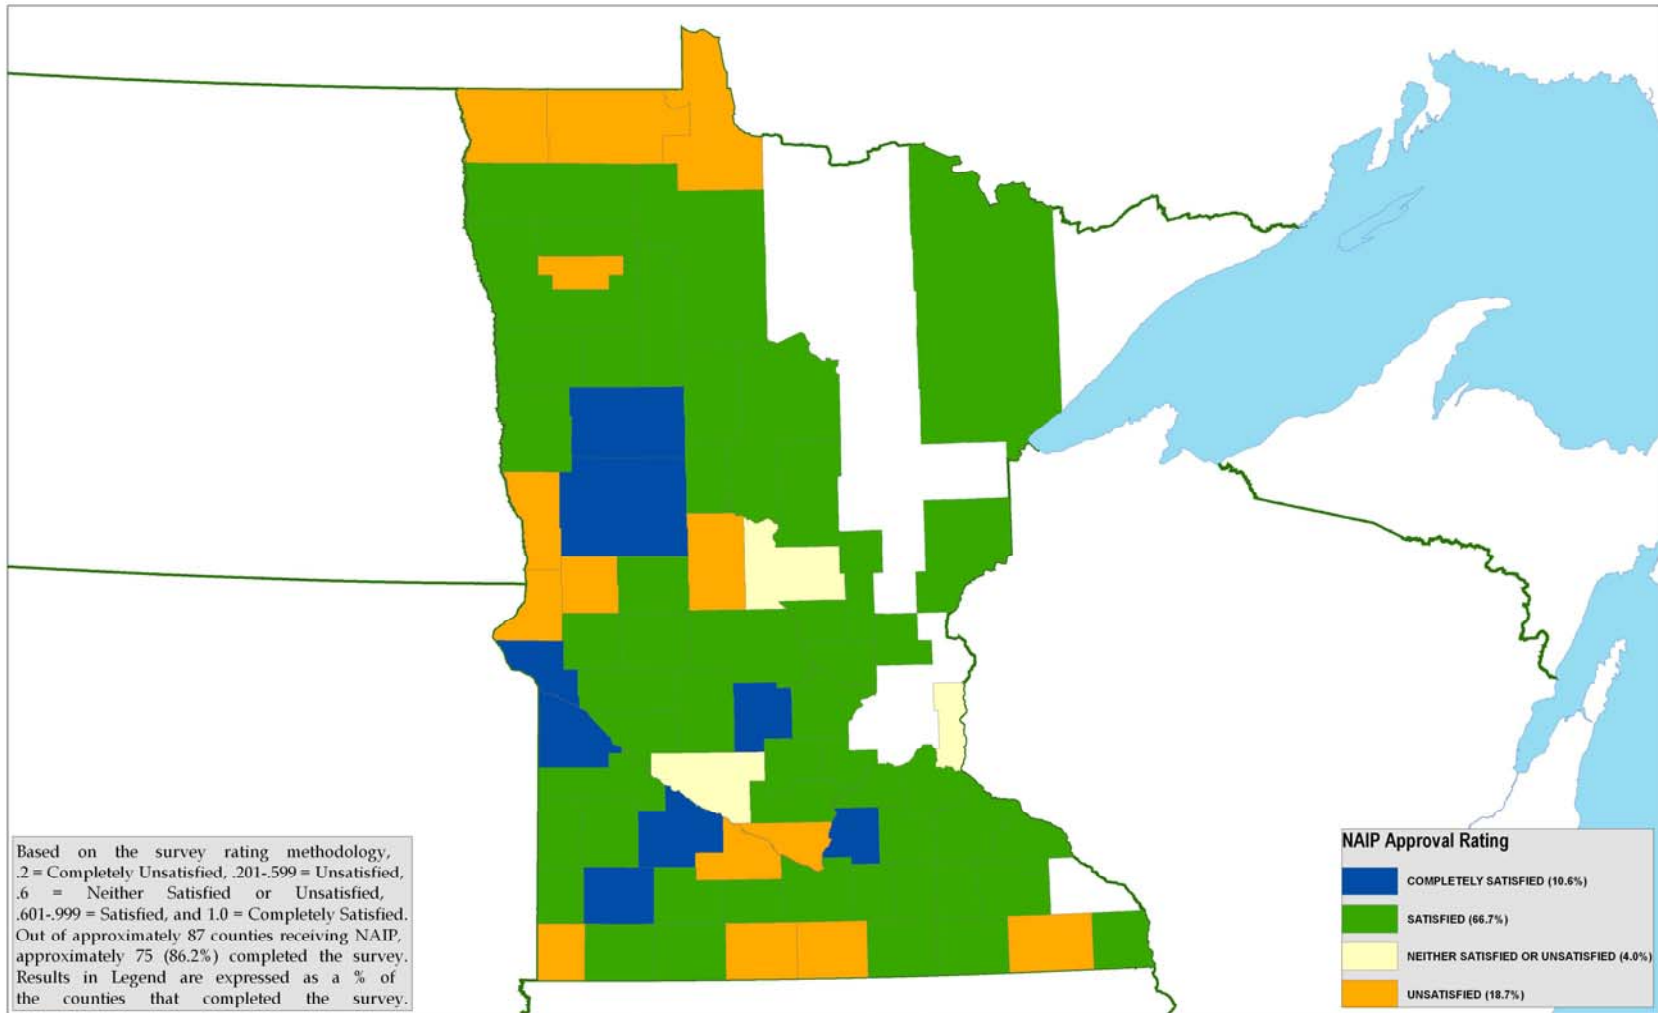 Based on the survey rating methodology,
.2 = Completely Unsatisfied, .201-.599 = Unsatisfied,
.6 = Neither Satisfied or Unsatisfied,
.601-.999 = Satisfied, and 1.0 = Completely Satisfied.
Out of approximately 87 counties receiving NAIP,
approximately 75 (86.2%) completed the survey.
Results in Legend are expressed as a % of
the counties that completed the survey.
NAIP Approval Rating
COMPLETELY SATISFIED (10.6%)
SATISFIED (66.7%)
NEITHER SATISFIED OR UNSATISFIED (4.0%)
UNSATISFIED (18.7%)